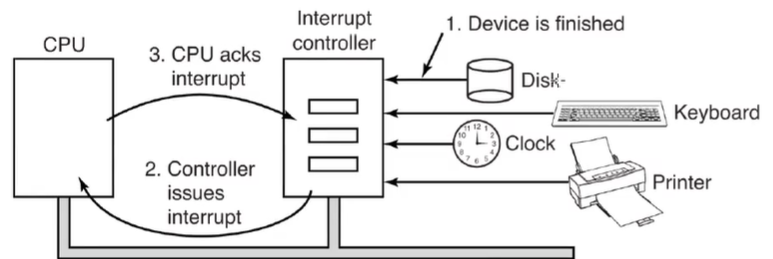 CPU
3. CPU acks
interrupt
Interrupt
controller
1. Device is finished
Disk
Keyboard
Clock
Printer
2. Controller
issues
interrupt